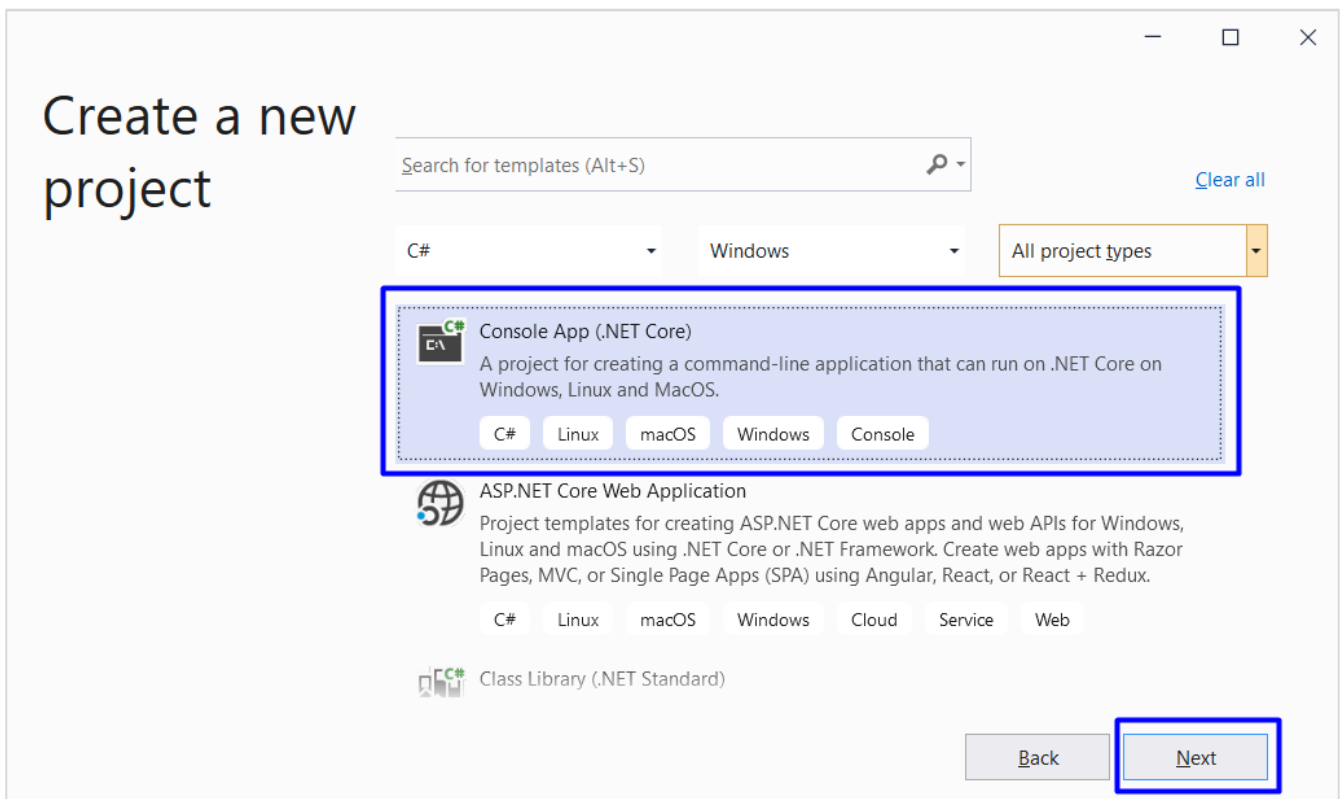 Create a new
project
Search for templates (Alt+S)
Clear all
C#
Windows
All project types
C#
C:\
Console App (.NET Core)
A project for creating a command-line application that can run on .NET Core on
Windows, Linux and MacOS.
C# Linux macOS Windows Console
ASP.NET Core Web Application
Project templates for creating ASP.NET Core web apps and web APIs for Windows,
Linux and macOS using .NET Core or .NET Framework. Create web apps with Razor
Pages, MVC, or Single Page Apps (SPA) using Angular, React, or React + Redux.
C# Linux macOS Windows Cloud Service Web
C#
Class Library (.NET Standard)
Back
Next